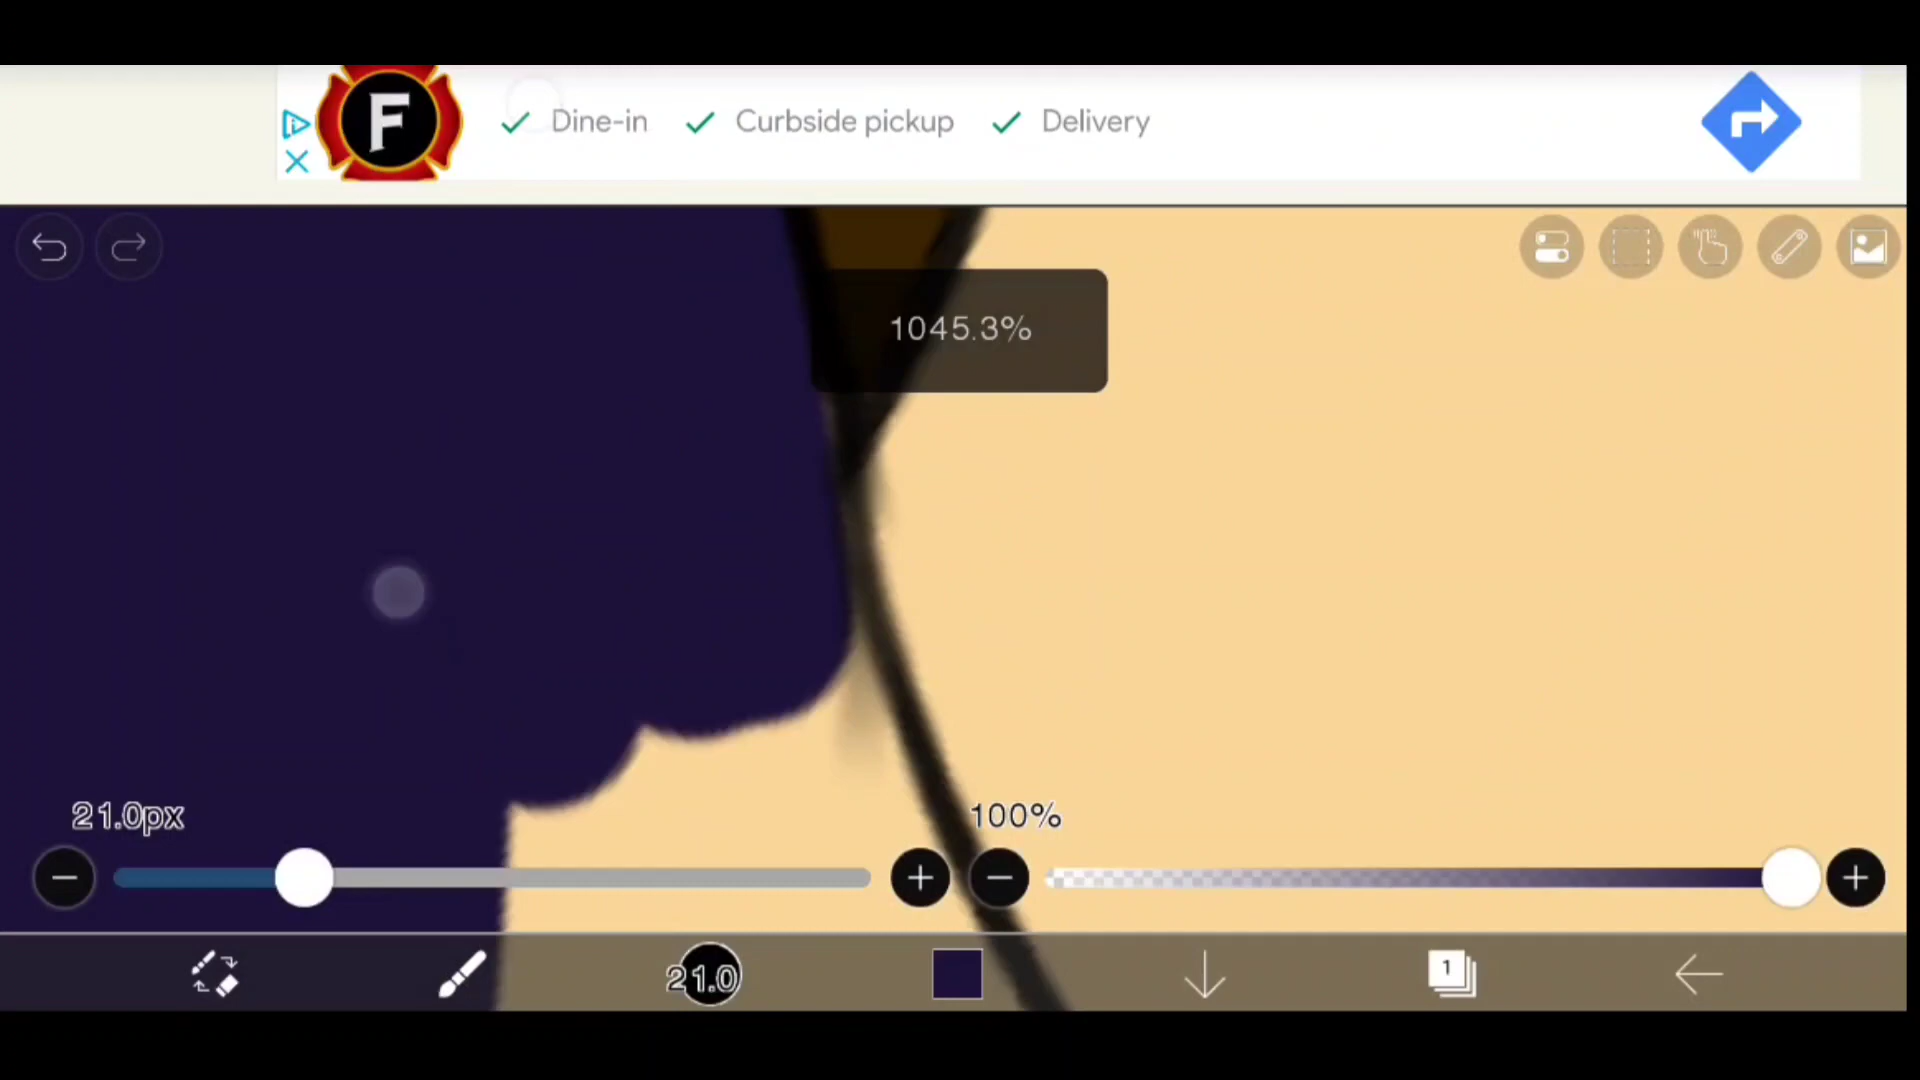 F
Dine-in Curbside pickup Delivery
1045.3%
21.0px
100%
21.0
1